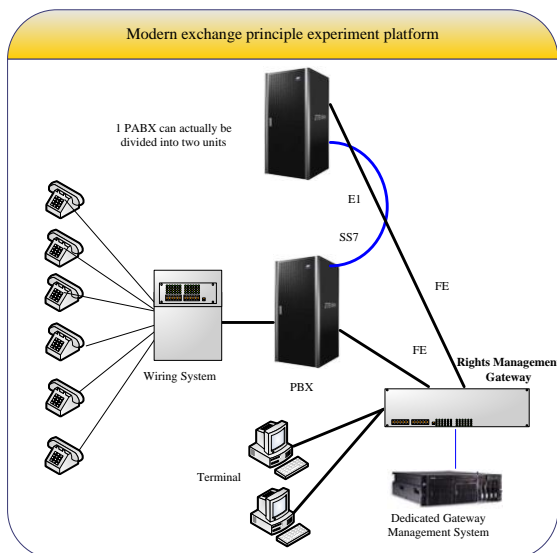 Modern exchange principle experiment platform
1 PABX can actually be
divided into two units
E1
SS7
FE
FE
Rights Management
Gateway
Wiring System
PBX
Terminal
Dedicated Gateway
Management System